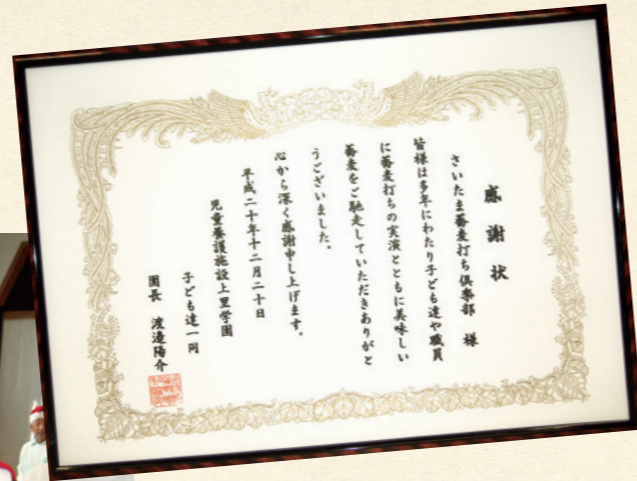 感謝状
さいたま蕎麦打ち倶楽部　様
皆様は多年にわたり子ども達や職員
に蕎麦打ちの実演とともに美味しい
蕎麦をご馳走していただきありがと
うございました。
心から深く感謝申し上げます。
平成二十年十二月二十日
児童養護施設上里学園
子ども達一同
園長　渡邉陽介